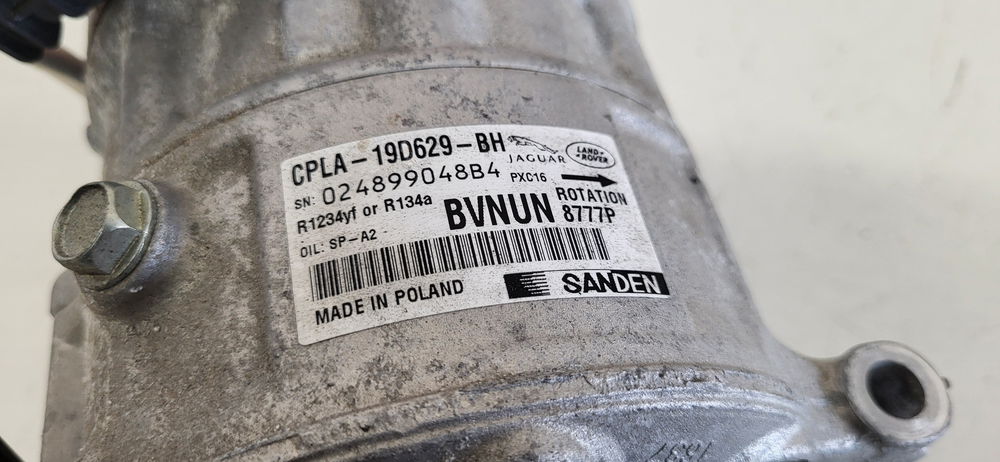 CPLA-19D629-BH
JAGUAR
LAND-
ROVER
SN: 024899048B4 PXC16
R1234yf or R134a
BVNUN
ROTATION
8777P
OIL: SP-A2
MADE IN POLAND
SANDEN